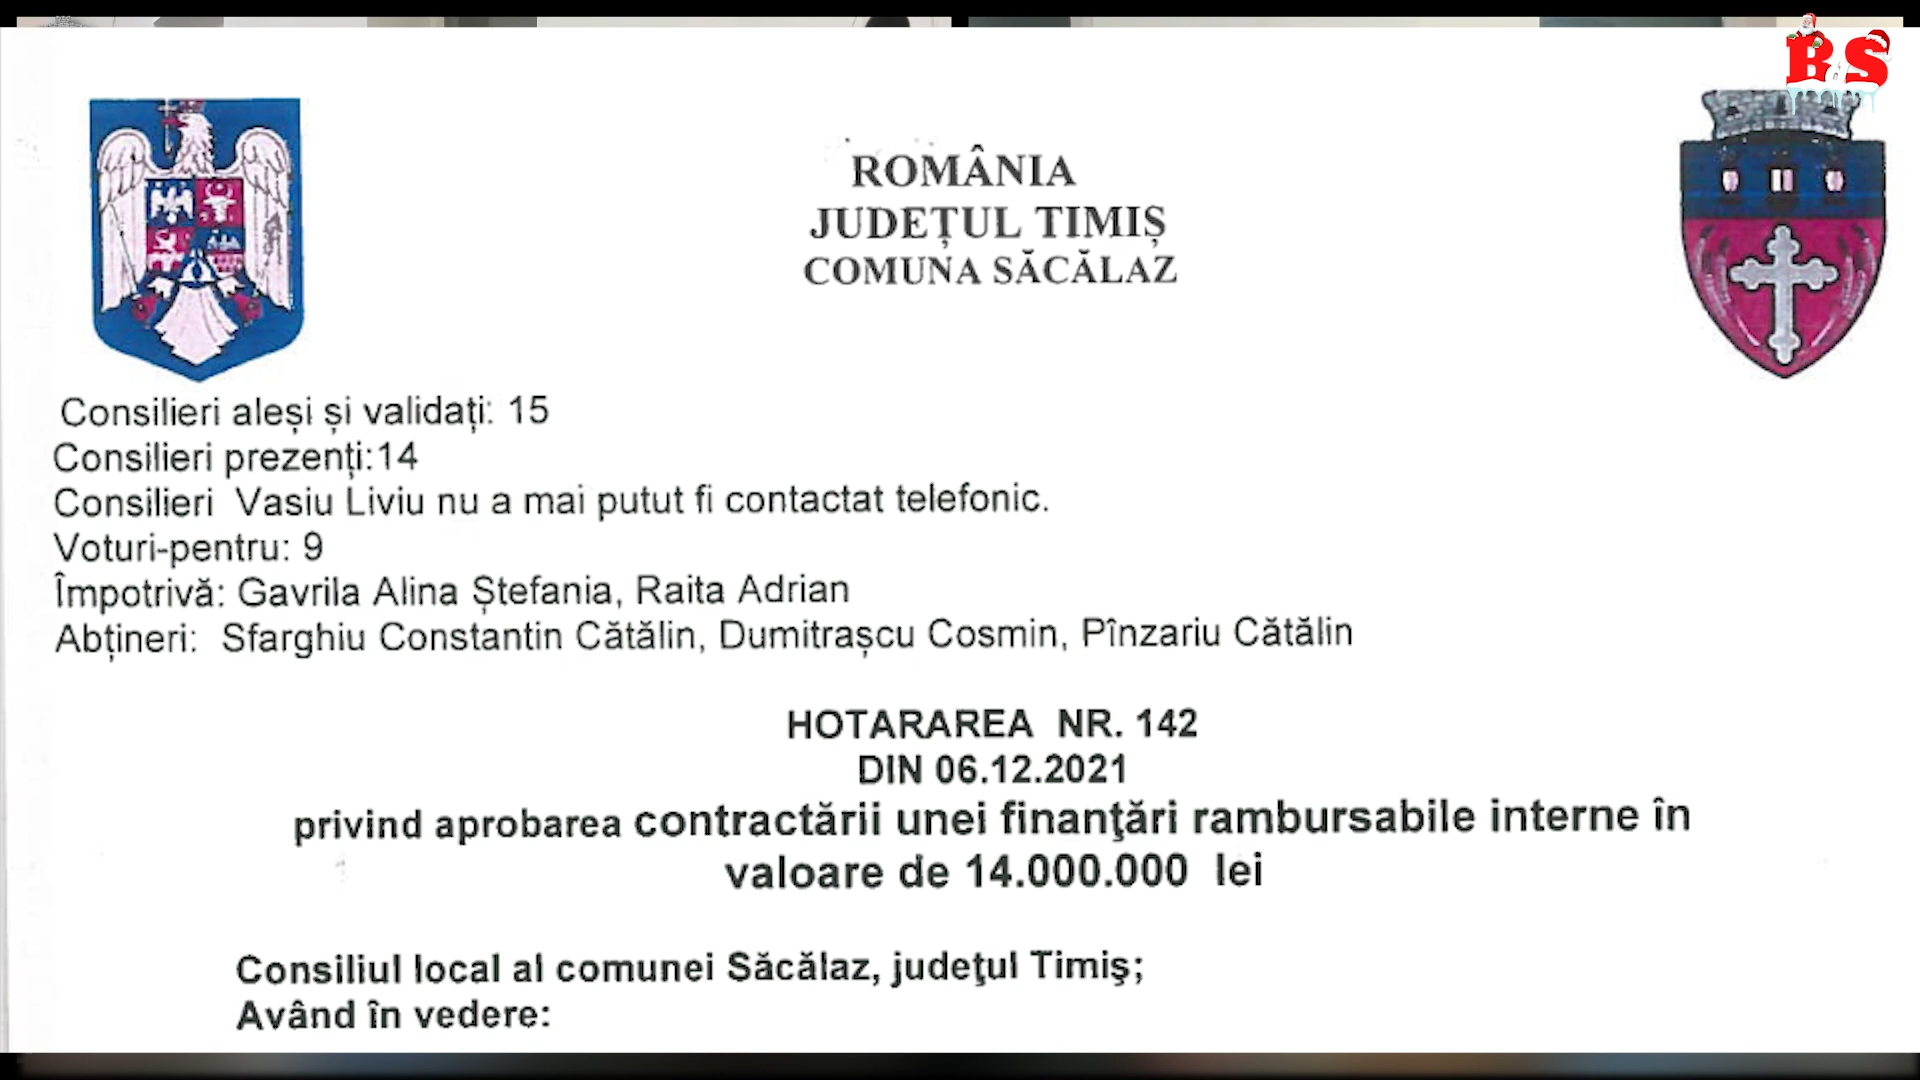 B&S
ROMÂNIA
JUDEȚUL TIMIȘ
COMUNA SĂCĂLAZ
Consilieri aleși și validați: 15
Consilieri prezenți:14
Consilieri Vasiu Liviu nu a mai putut fi contactat telefonic.
Voturi-pentru: 9
Împotrivă: Gavrila Alina Ștefania, Raita Adrian
Abțineri: Sfarghiu Constantin Cătălin, Dumitrașcu Cosmin, Pînzariu Cătălin
HOTARAREA NR. 142
DIN 06.12.2021
privind aprobarea contractării unei finanţări rambursabile interne în
valoare de 14.000.000 lei
Consiliul local al comunei Săcălaz, judeţul Timiş;
Având în vedere: